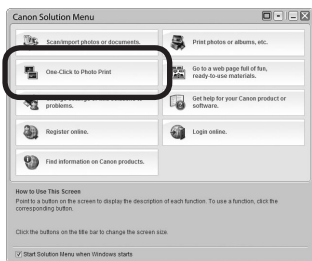 Canon Solution Menu
Scan/import photos or documents.
Print photos or albums, etc.
One-Click to Photo Print
Go to a web page full of fun,
ready-to-use materials.
problems.
Get help for your Canon product or
software.
Register online.
Login online.
Find information on Canon products.
How to Use This Screen
Point to a button on the screen to display the description of each function. To use a function, click the
corresponding button.
Click the buttons on the title bar to change the screen size.
Start Solution Menu when Windows starts